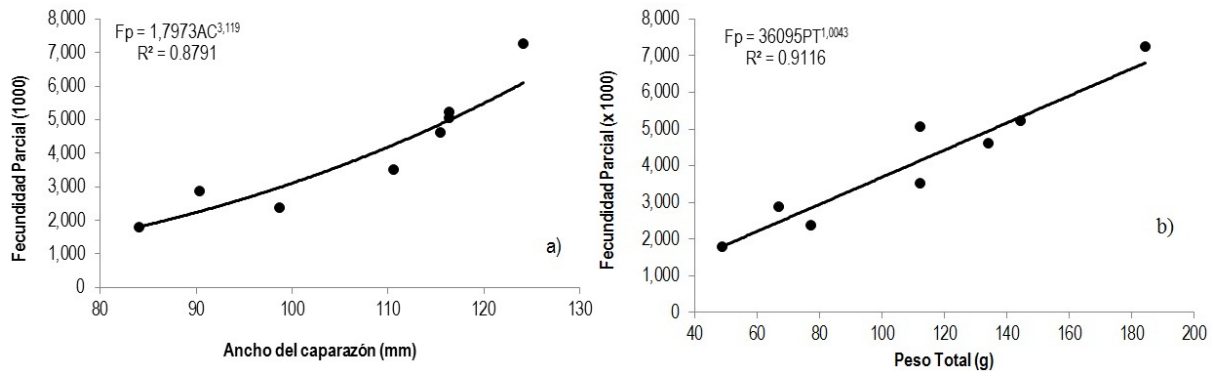 Fp = 1,7973AC3,119
R² = 0.8791
Fecundidad Parcial (1000)
8,000
7,000
6,000
5,000
4,000
3,000
2,000
1,000
0
80 90 100 110 120 130
Ancho del caparazón (mm)
a)
Fp = 36095PT1,0043
R² = 0.9116
Fecundidad Parcial (x 1000)
8,000
7,000
6,000
5,000
4,000
3,000
2,000
1,000
0
40 60 80 100 120 140 160 180 200
Peso Total (g)
b)